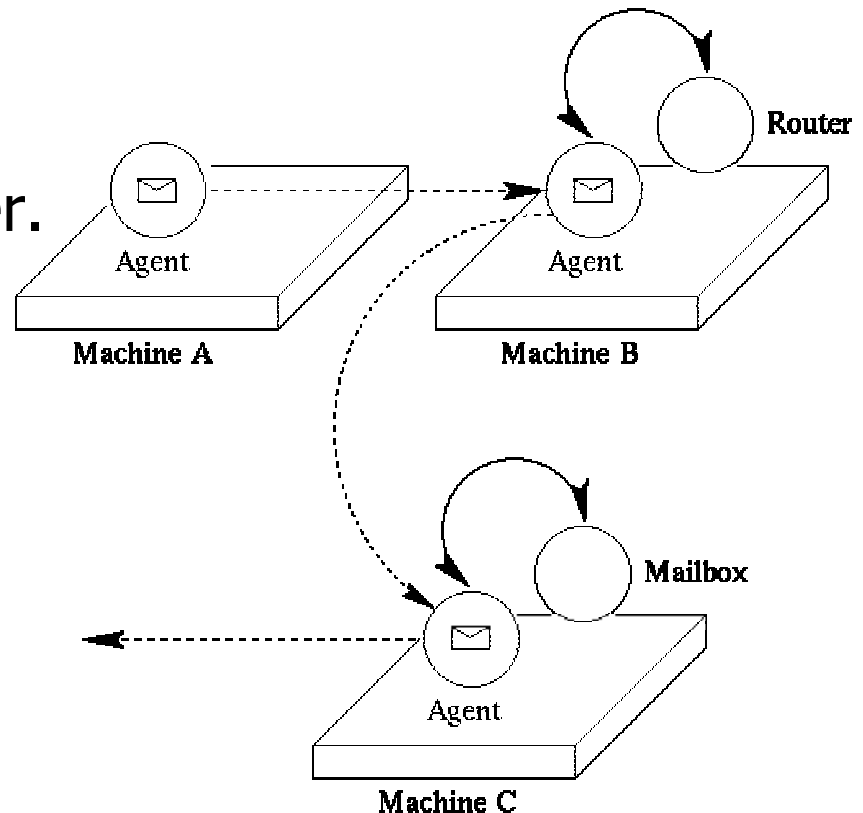 Router
r.
Agent
Agent
Machine A
Machine B
Mailbox
Agent
Machine C